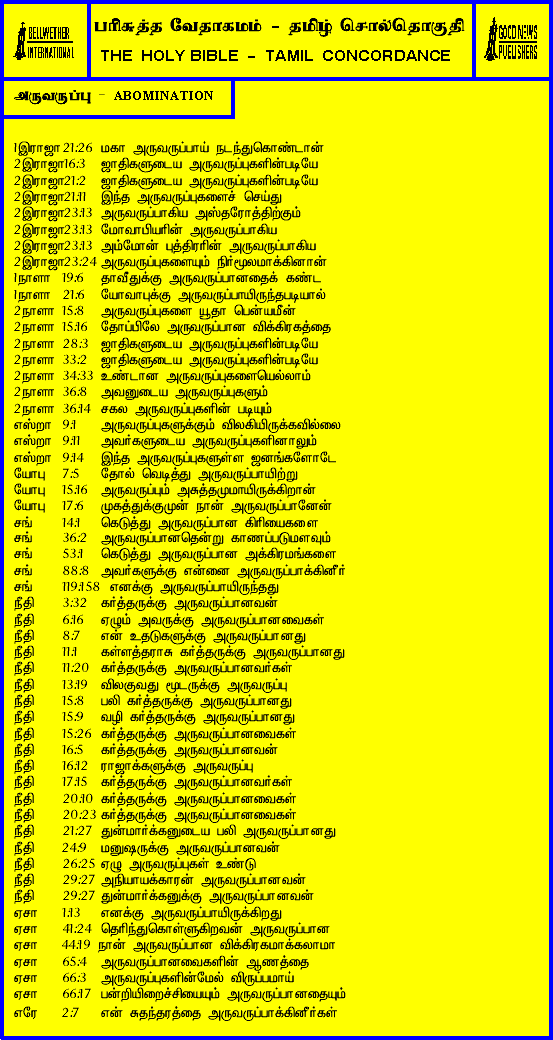 BELLWETHER INTERNATIONAL
பரிசுத்த வேதாகமம் - தமிழ் சொல்தொகுதி
THE HOLY BIBLE - TAMIL CONCORDANCE
GOOD NEWS PUBLISHERS
அருவருப்பு - ABOMINATION
1இராஜா 21:26 மகா அருவருப்பாய் நடந்துகொண்டான்
2இராஜா16:3 ஜாதிகளுடைய அருவருப்புகளின்படியே
2இராஜா21:2 ஜாதிகளுடைய அருவருப்புகளின்படியே
2இராஜா21:11 இந்த அருவருப்புகளைச் செய்து
2இராஜா23:13 அருவருப்பாகிய அஸ்தரோத்திற்கும்
2இராஜா23:13 மோவாபியரின் அருவருப்பாகிய
2இராஜா23:13 அம்மோன் புத்திரரின் அருவருப்பாகிய
2இராஜா23:24 அருவருப்புகளையும் நிர்மூலமாக்கினான்
1நாளா 19:6 தாவீதுக்கு அருவருப்பானதைக் கண்ட
1நாளா 21:6 யோவாபுக்கு அருவருப்பாயிருந்தபடியால்
2நாளா 15:8 அருவருப்புகளை யூதா பென்யமீன்
2நாளா 15:16 தோப்பிலே அருவருப்பான விக்கிரகத்தை
2நாளா 28:3 ஜாதிகளுடைய அருவருப்புகளின்படியே
2நாளா 33:2 ஜாதிகளுடைய அருவருப்புகளின்படியே
2நாளா 34:33 உண்டான அருவருப்புகளையெல்லாம்
2நாளா 36:8 அவனுடைய அருவருப்புகளும்
2நாளா 36:14 சகல அருவருப்புகளின் படியும்
எஸ்றா 9:1 அருவருப்புகளுக்கும் விலகியிருக்கவில்லை
எஸ்றா 9:11 அவர்களுடைய அருவருப்புகளினாலும்
எஸ்றா 9:14 இந்த அருவருப்புகளுள்ள ஜனங்களோடே
யோபு 7:5 தோல் வெடித்து அருவருப்பாயிற்று
யோபு 15:16 அருவருப்பும் அசுத்தமுமாயிருக்கிறான்
யோபு 17:6 முகத்துக்குமுன் நான் அருவருப்பானேன்
சங் 14:1 கெடுத்து அருவருப்பான கிரியைகளை
சங் 36:2 அருவருப்பானதென்று காணப்படுமளவும்
சங் 53:1 கெடுத்து அருவருப்பான அக்கிரமங்களை
சங் 88:8 அவர்களுக்கு என்னை அருவருப்பாக்கினீர்
சங் 119:158 எனக்கு அருவருப்பாயிருந்தது
நீதி 3:32 கர்த்தருக்கு அருவருப்பானவன்
நீதி 6:16 ஏழும் அவருக்கு அருவருப்பானவைகள்
நீதி 8:7 என் உதடுகளுக்கு அருவருப்பானது
நீதி 11:1 கள்ளத்தராசு கர்த்தருக்கு அருவருப்பானது
நீதி 11:20 கர்த்தருக்கு அருவருப்பானவர்கள்
நீதி 13:19 விலகுவது மூடருக்கு அருவருப்பு
நீதி 15:8 பலி கர்த்தருக்கு அருவருப்பானது
நீதி 15:9 வழி கர்த்தருக்கு அருவருப்பானது
நீதி 15:26 கர்த்தருக்கு அருவருப்பானவைகள்
நீதி 16:5 கர்த்தருக்கு அருவருப்பானவன்
நீதி 16:12 ராஜாக்களுக்கு அருவருப்பு
நீதி 17:15 கர்த்தருக்கு அருவருப்பானவர்கள்
நீதி 20:10 கர்த்தருக்கு அருவருப்பானவைகள்
நீதி 20:23 கர்த்தருக்கு அருவருப்பானவைகள்
நீதி 21:27 துன்மார்க்கனுடைய பலி அருவருப்பானது
நீதி 24:9 மனுஷருக்கு அருவருப்பானவன்
நீதி 26:25 ஏழு அருவருப்புகள் உண்டு
நீதி 29:27 அநியாயக்காரன் அருவருப்பானவன்
நீதி 29:27 துன்மார்க்கனுக்கு அருவருப்பானவன்
ஏசா 1:13 எனக்கு அருவருப்பாயிருக்கிறது
ஏசா 41:24 தெரிந்துகொள்ளுகிறவன் அருவருப்பான
ஏசா 44:19 நான் அருவருப்பான விக்கிரகமாக்கலாமா
ஏசா 65:4 அருவருப்பானவைகளின் ஆணத்தை
ஏசா 66:3 அருவருப்புகளின்மேல் விருப்பமாய்
ஏசா 66:17 பன்றியிறைச்சியையும் அருவருப்பானதையும்
எரே 2:7 என் சுதந்தரத்தை அருவருப்பாக்கினீர்கள்